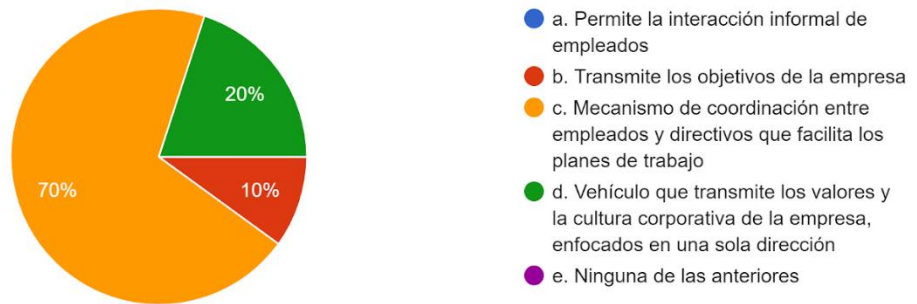 20%
10%
70%
a. Permite la interacción informal de
empleados
b. Transmite los objetivos de la empresa
c. Mecanismo de coordinación entre
empleados y directivos que facilita los
planes de trabajo
d. Vehículo que transmite los valores y
la cultura corporativa de la empresa,
enfocados en una sola dirección
e. Ninguna de las anteriores